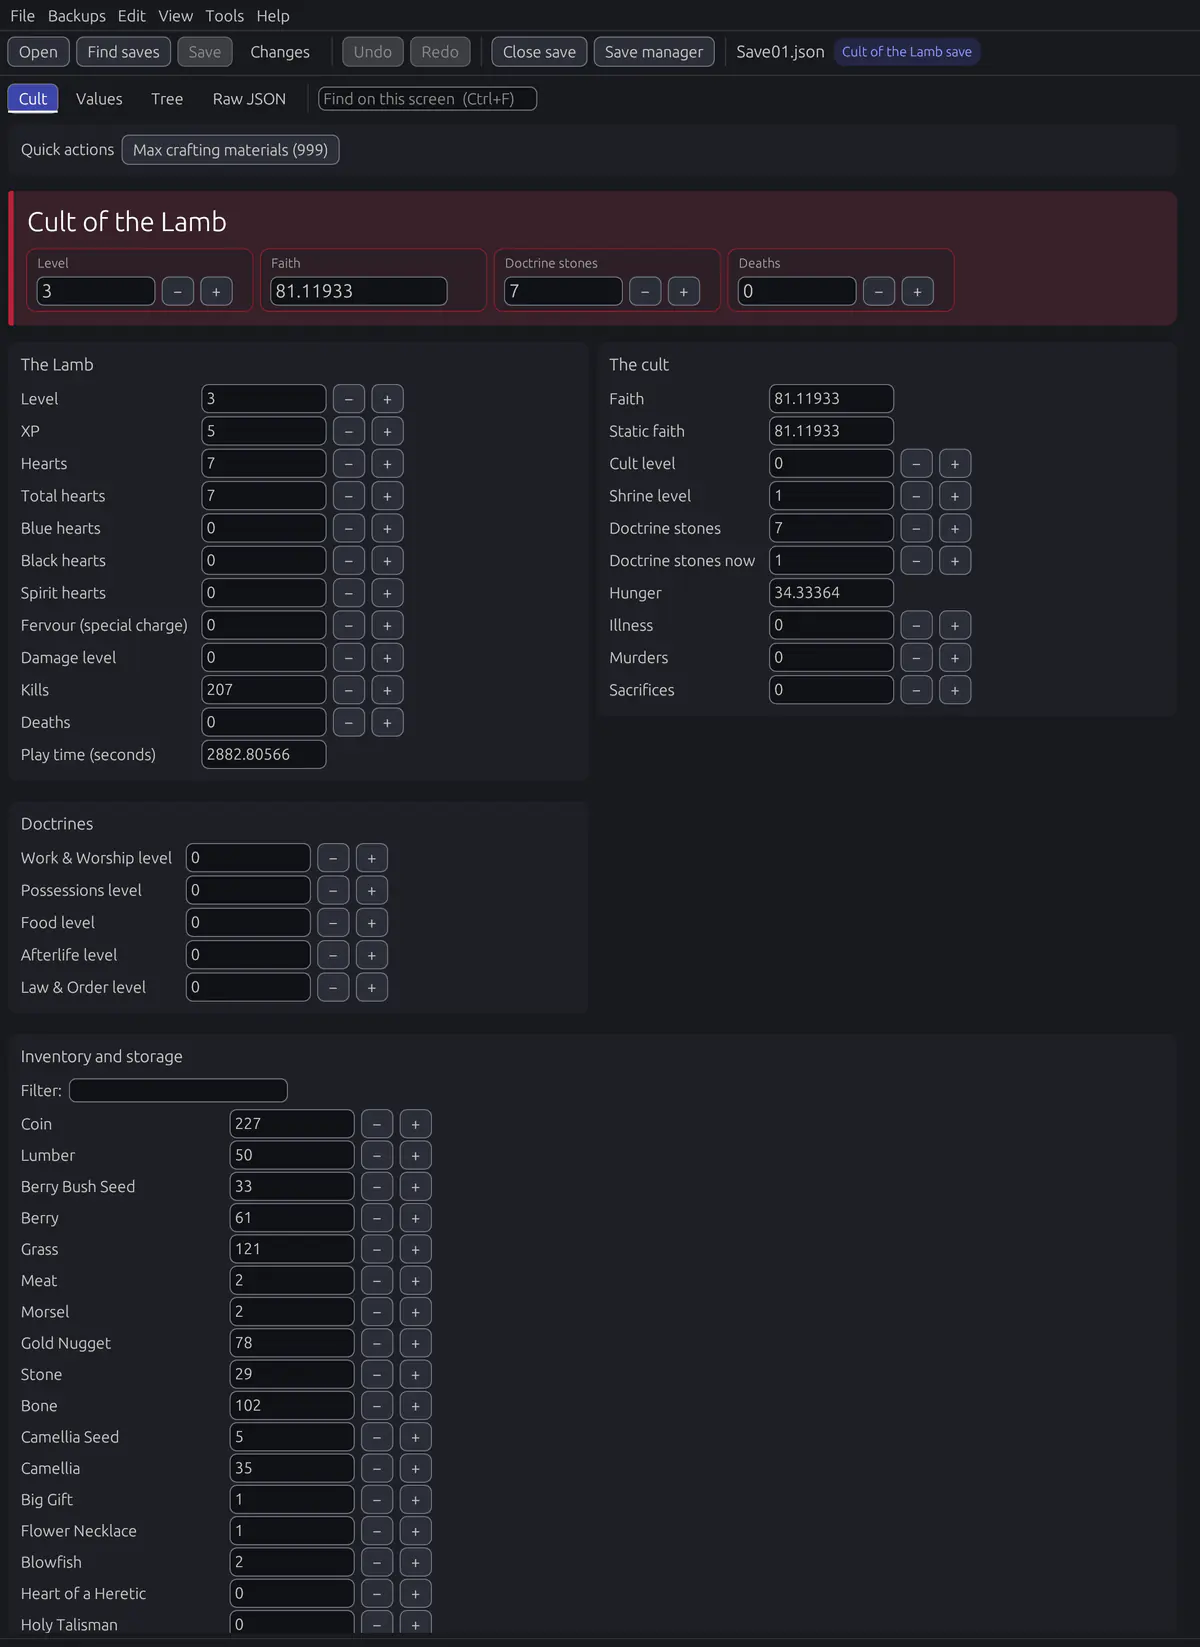 File Backups Edit View Tools Help
Open Find saves Save Changes Undo Redo Close save Save manager Save01.json Cult of the Lamb save
Cult Values Tree Raw JSON Find on this screen (Ctrl+F)
Quick actions Max crafting materials (999)
Cult of the Lamb
Level Faith Doctrine stones Deaths
3 − + 81.11933 7 − + 0 − +
The Lamb
Level 3 − +
XP 5 − +
Hearts 7 − +
Total hearts 7 − +
Blue hearts 0 − +
Black hearts 0 − +
Spirit hearts 0 − +
Fervour (special charge) 0 − +
Damage level 0 − +
Kills 207 − +
Deaths 0 − +
Play time (seconds) 2882.80566
The cult
Faith 81.11933
Static faith 81.11933
Cult level 0 − +
Shrine level 1 − +
Doctrine stones 7 − +
Doctrine stones now 1 − +
Hunger 34.33364
Illness 0 − +
Murders 0 − +
Sacrifices 0 − +
Doctrines
Work & Worship level 0 − +
Possessions level 0 − +
Food level 0 − +
Afterlife level 0 − +
Law & Order level 0 − +
Inventory and storage
Filter:
Coin 227 − +
Lumber 50 − +
Berry Bush Seed 33 − +
Berry 61 − +
Grass 121 − +
Meat 2 − +
Morsel 2 − +
Gold Nugget 78 − +
Stone 29 − +
Bone 102 − +
Camellia Seed 5 − +
Camellia 35 − +
Big Gift 1 − +
Flower Necklace 1 − +
Blowfish 2 − +
Heart of a Heretic 0 − +
Holy Talisman 0 − +